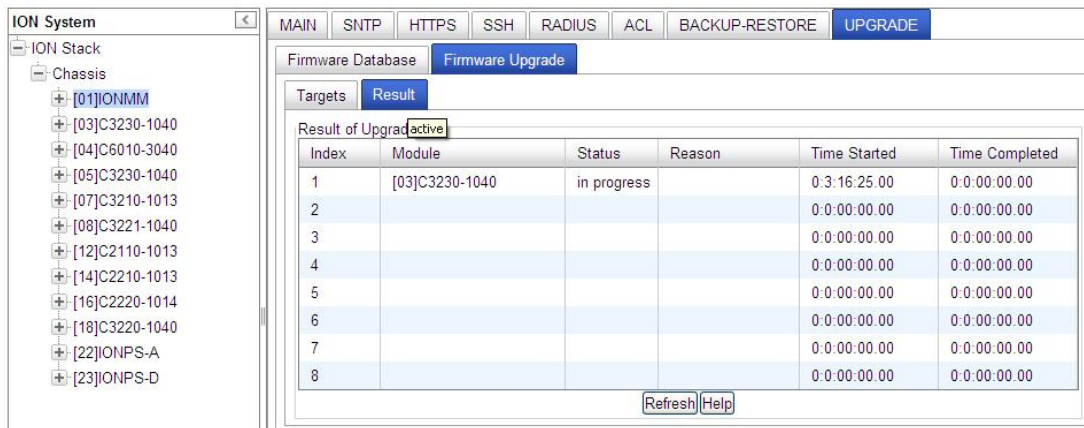 ION System <
ION Stack
Chassis
[01]IONMM
[03]C3230-1040
[04]C6010-3040
[05]C3230-1040
[07]C3210-1013
[08]C3221-1040
[12]C2110-1013
[14]C2210-1013
[16]C2220-1014
[18]C3220-1040
[22]IONPS-A
[23]IONPS-D
MAIN SNTP HTTPS SSH RADIUS ACL BACKUP-RESTORE UPGRADE
Firmware Database Firmware Upgrade
Targets Result
Result of Upgrad active
Index Module Status Reason Time Started Time Completed
1 [03]C3230-1040 in progress 0:3:16:25.00 0:0:00:00.00
2 0:0:00:00.00 0:0:00:00.00
3 0:0:00:00.00 0:0:00:00.00
4 0:0:00:00.00 0:0:00:00.00
5 0:0:00:00.00 0:0:00:00.00
6 0:0:00:00.00 0:0:00:00.00
7 0:0:00:00.00 0:0:00:00.00
8 0:0:00:00.00 0:0:00:00.00
Refresh Help